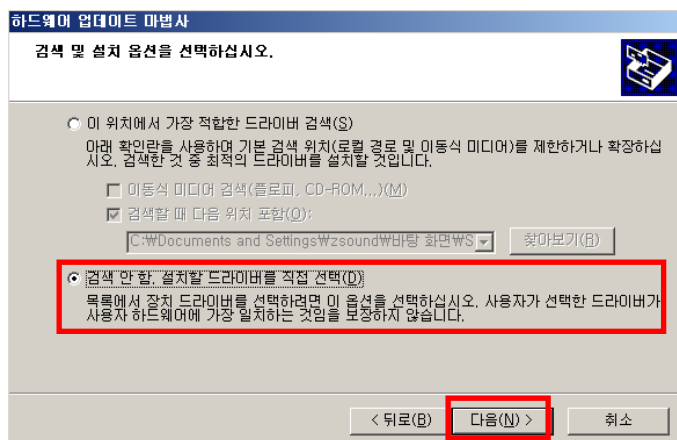 하드웨어 업데이트 마법사
검색 및 설치 옵션을 선택하십시오.
이 위치에서 가장 적합한 드라이버 검색(S)
아래 확인란을 사용하여 기본 검색 위치(로컬 경로 및 이동식 미디어)를 제한하거나 확장하십
시오. 검색한 것 중 최적의 드라이버를 설치할 것입니다.
이동식 미디어 검색(플로피, CD-ROM...)(M)
검색할 때 다음 위치 포함(O):
C:₩Documents and Settings₩zsound₩바탕 화면₩S
찾아보기(R)
검색 안 함. 설치할 드라이버를 직접 선택(D)
목록에서 장치 드라이버를 선택하려면 이 옵션을 선택하십시오. 사용자가 선택한 드라이버가
사용자 하드웨어에 가장 일치하는 것임을 보장하지 않습니다.
< 뒤로(B) 다음(N) > 취소